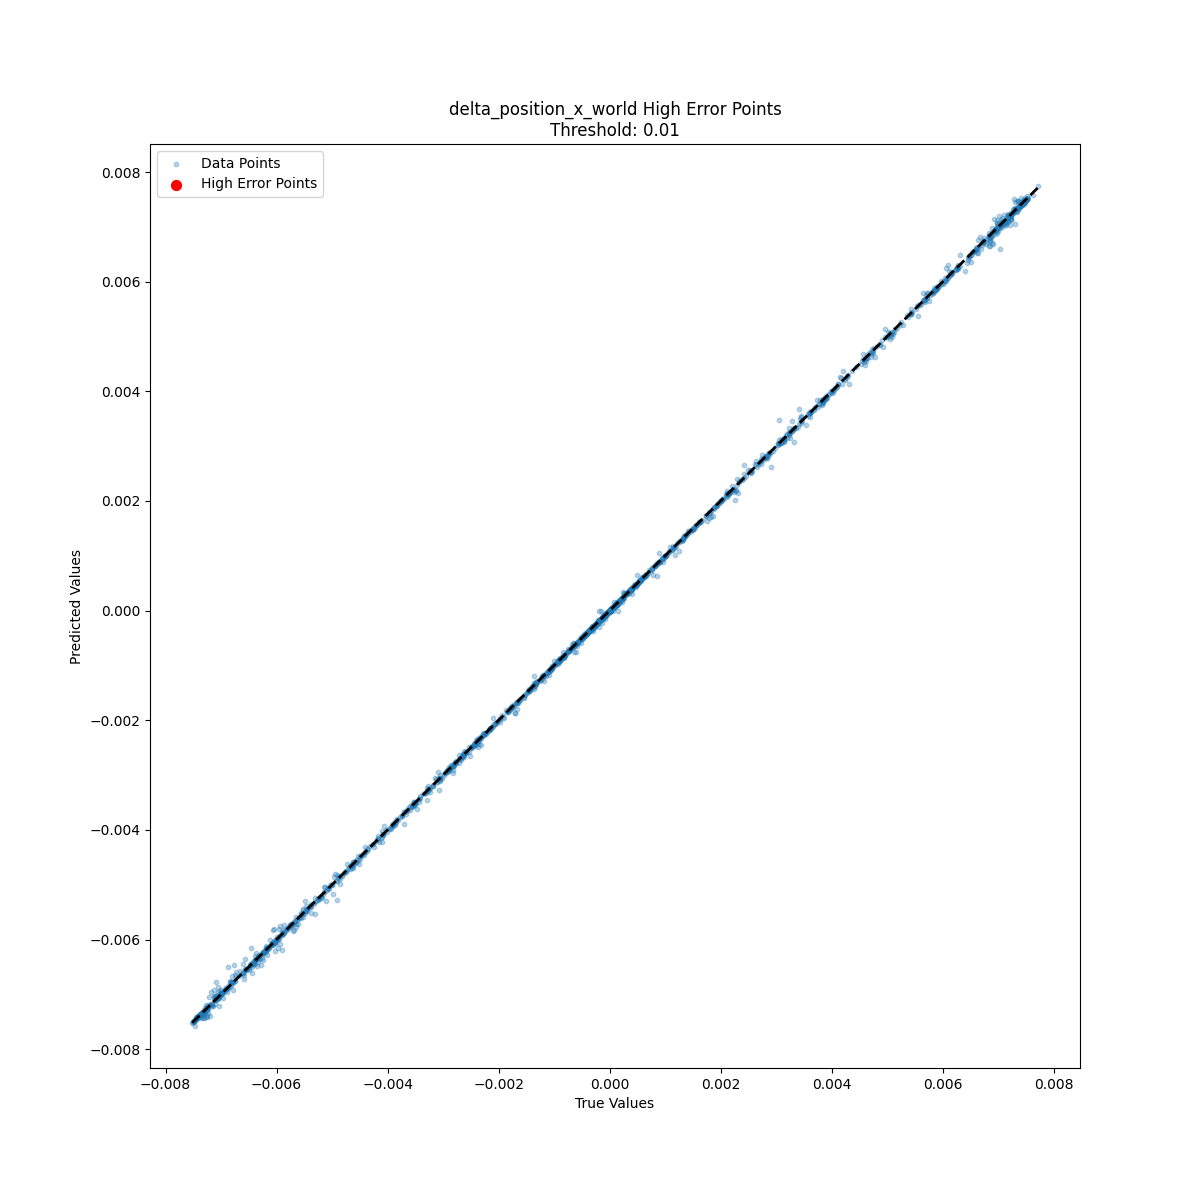 delta_position_x_world High Error Points
Threshold: 0.01
Data Points
High Error Points
0.008
0.006
0.004
0.002
0.000
−0.002
−0.004
−0.006
−0.008
Predicted Values
−0.008 −0.006 −0.004 −0.002 0.000 0.002 0.004 0.006 0.008
True Values